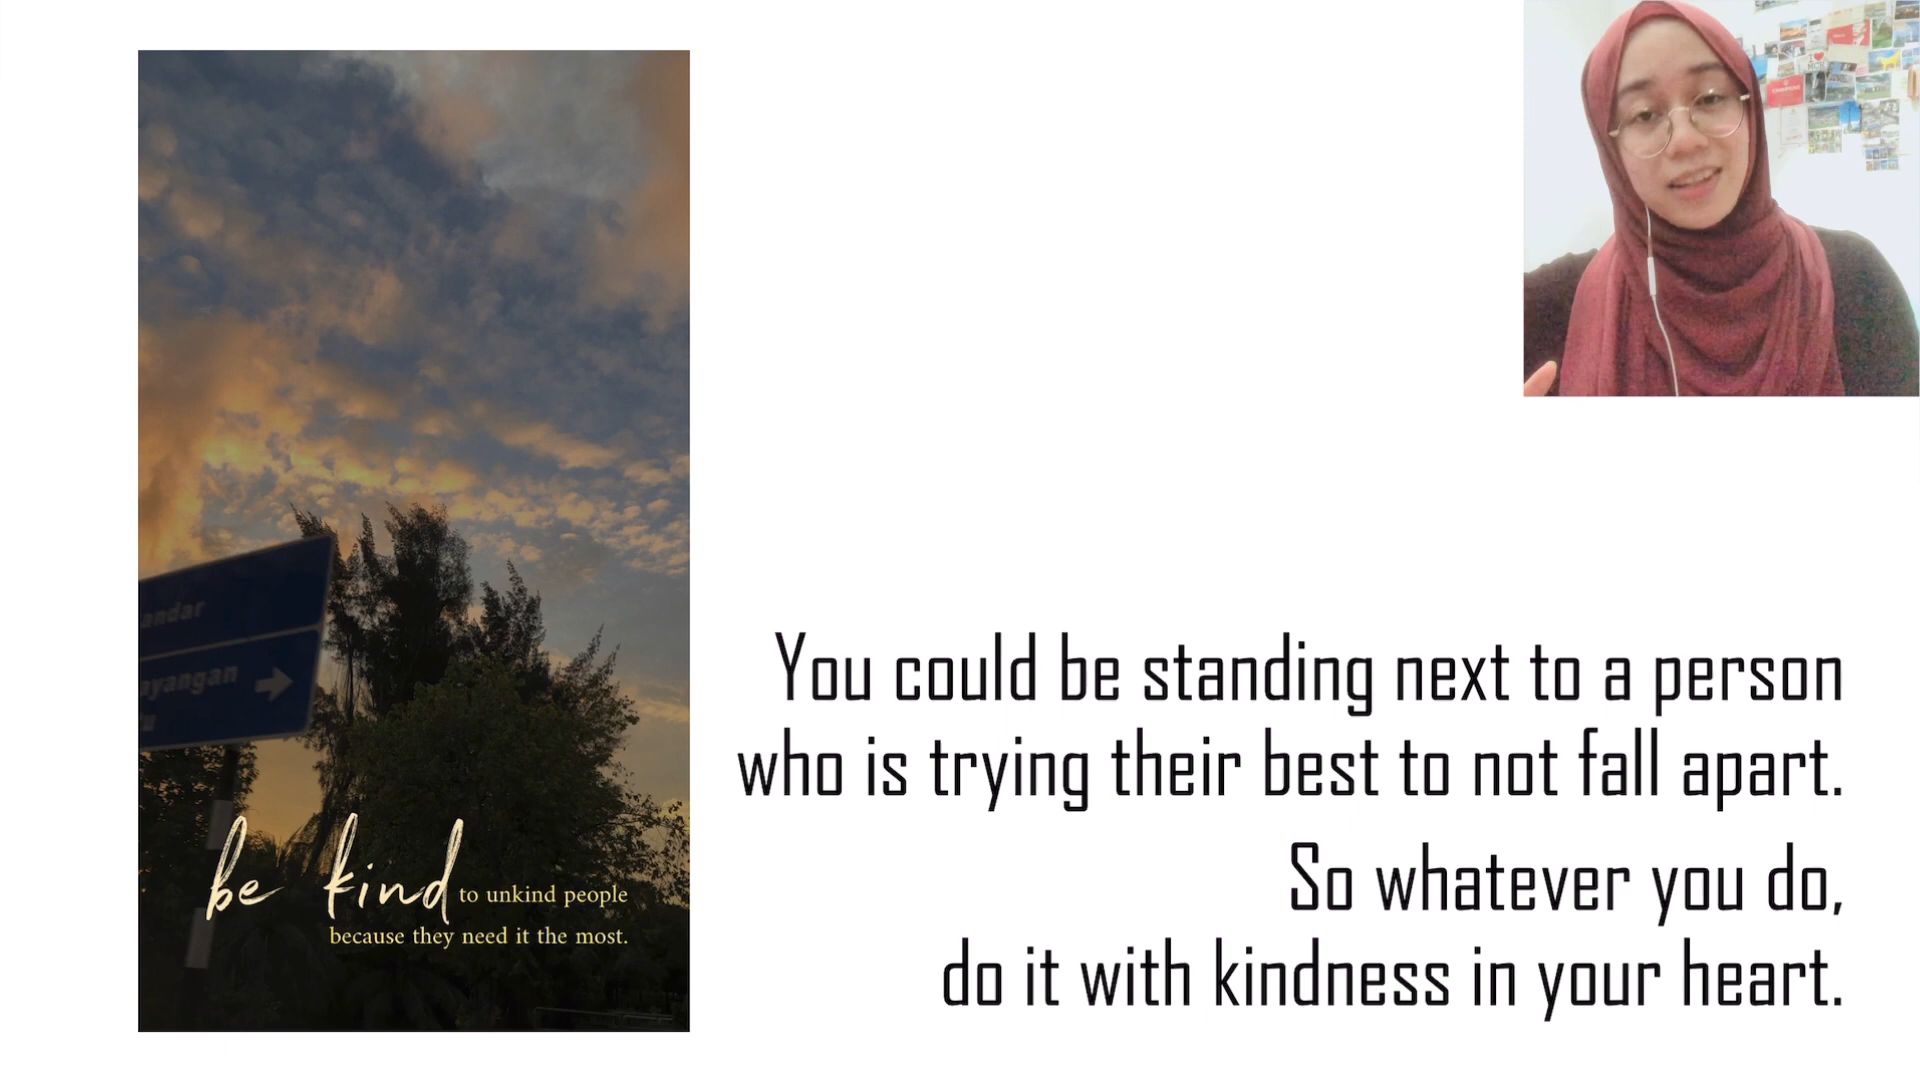 andar
ayangan
be kind to unkind people
because they need it the most.
You could be standing next to a person
who is trying their best to not fall apart.
So whatever you do,
do it with kindness in your heart.